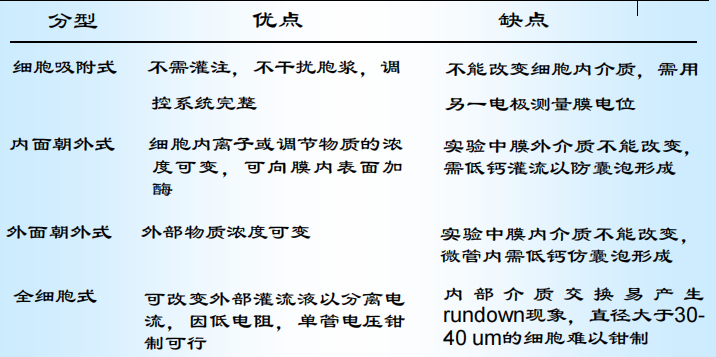 分型 优点 缺点
细胞吸附式 不需灌注，不干扰胞浆，调
控系统完整
不能改变细胞内介质，需用
另一电极测量膜电位
内面朝外式 细胞内离子或调节物质的浓
度可变，可向膜内表面加
酶
实验中膜外介质不能改变，
需低钙灌流以防囊泡形成
外面朝外式 外部物质浓度可变
实验中膜内介质不能改变，
微管内需低钙仿囊泡形成
全细胞式 可改变外部灌流液以分离电
流，因低电阻，单管电压钳
制可行
内部介质交换易产生
rundown现象，直径大于30-
40 um的细胞难以钳制